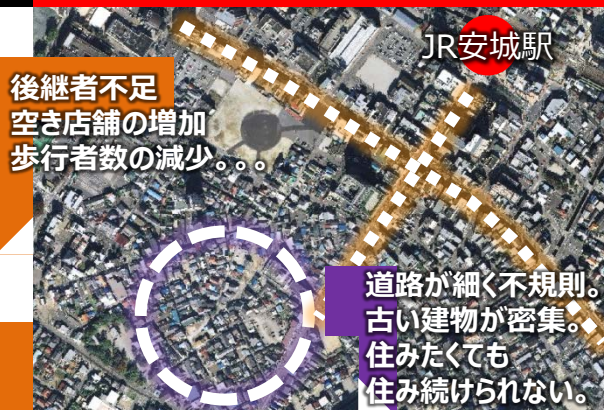 JR安城駅
後継者不足
空き店舗の増加
歩行者数の減少。。。
道路が細く不規則。
古い建物が密集。
住みたくても
住み続けられない。